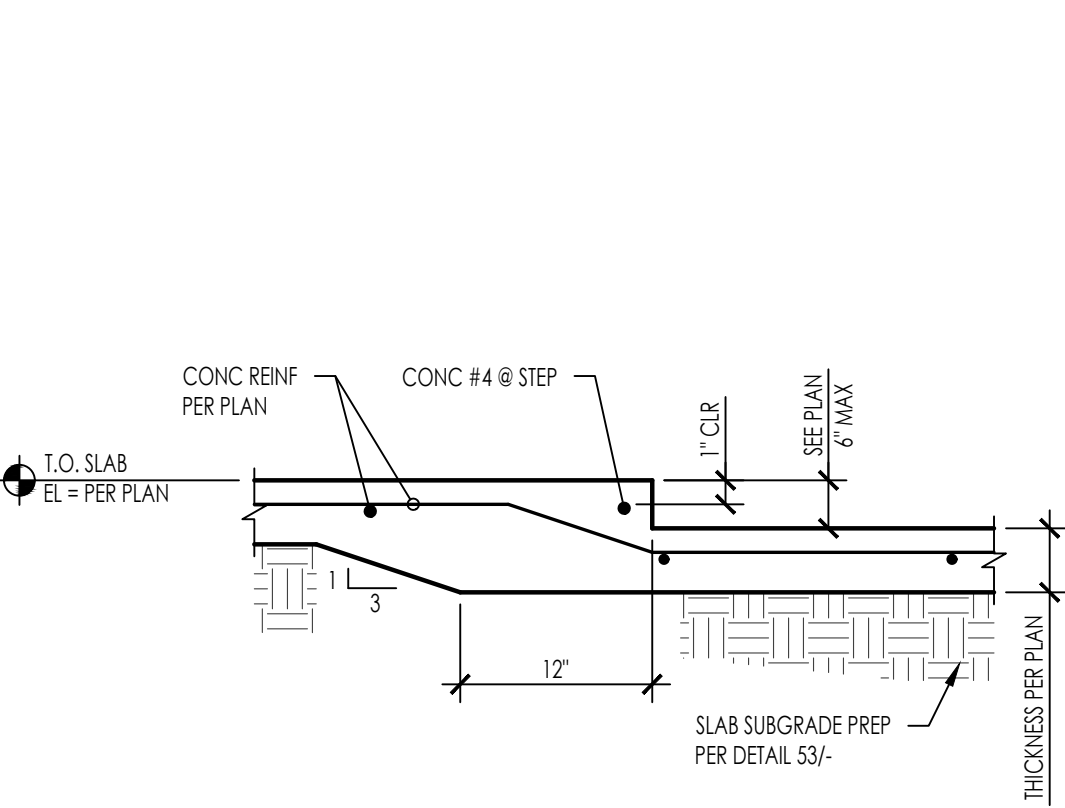 CONC REINF
PER PLAN
CONC #4 @ STEP
1" CLR
SEE PLAN
6" MAX
T.O. SLAB
EL = PER PLAN
1
3
12"
SLAB SUBGRADE PREP
PER DETAIL 53/-
THICKNESS PER PLAN